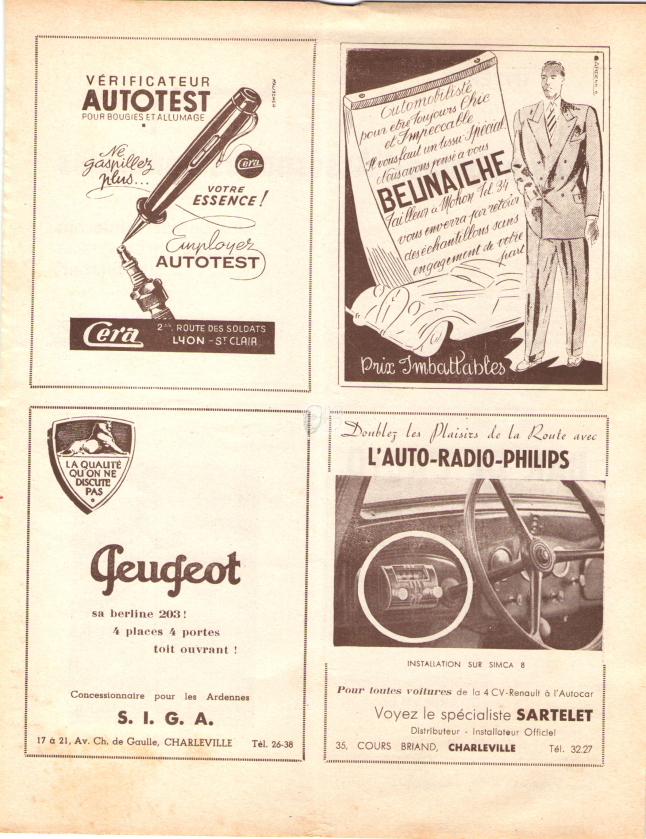 VÉRIFICATEUR
AUTOTEST
POUR BOUGIES ET ALLUMAGE
Ne
gaspillez
plus...
Cera
VOTRE
ESSENCE!
Employez
AUTOTEST
Cera
ROUTE DES SOLDATS
LYON - ST CLAIR
Automobiliste
pour être toujours Chic
et Impeccable
Il vous faut un tissu Spécial
Nous avons pensé à vous
BEUNAICHE
Tailleur à Mohon Tel. 34
vous enverra par retour
des échantillons sans
engagement de votre
part
Prix Imbattables
LA QUALITÉ
QU'ON NE
DISCUTE
PAS
Peugeot
sa berline 203!
4 places 4 portes
toit ouvrant !
Concessionnaire pour les Ardennes
S. I. G. A.
17 à 21, Av. Ch. de Gaulle, CHARLEVILLE Tél. 26-38
Doublez les Plaisirs de la Route avec
L'AUTO-RADIO-PHILIPS
INSTALLATION SUR SIMCA 8
Pour toutes voitures de la 4 CV-Renault à l'Autocar
Voyez le spécialiste SARTELET
Distributeur - Installateur Officiel
35, COURS BRIAND, CHARLEVILLE Tél. 32.27